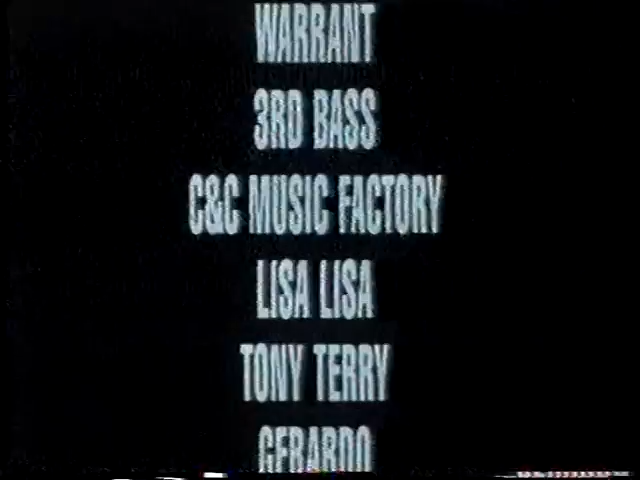 WARRANT
3RD BASS
C&C MUSIC FACTORY
LISA LISA
TONY TERRY
GERARDO